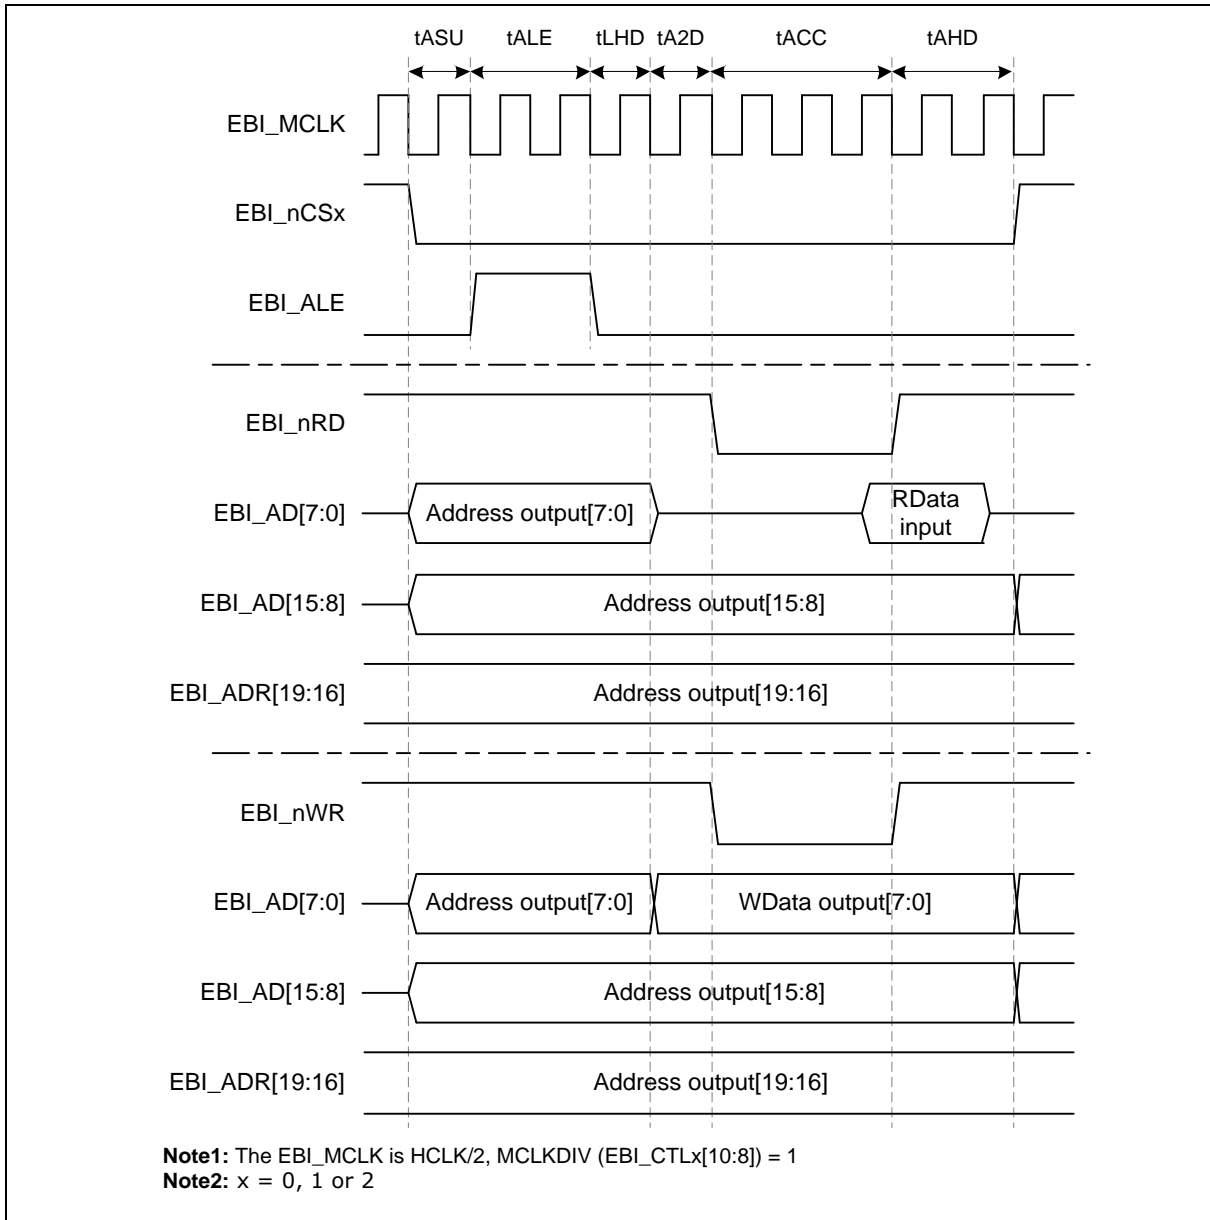 tASU tALE tLHD tA2D tACC tAHD
EBI_MCLK
EBI_nCSx
EBI_ALE
EBI_nRD
EBI_AD[7:0] Address output[7:0] RData input
EBI_AD[15:8] Address output[15:8]
EBI_ADR[19:16] Address output[19:16]
EBI_nWR
EBI_AD[7:0] Address output[7:0] WData output[7:0]
EBI_AD[15:8] Address output[15:8]
EBI_ADR[19:16] Address output[19:16]
Note1: The EBI_MCLK is HCLK/2, MCLKDIV (EBI_CTLx[10:8]) = 1
Note2: x = 0, 1 or 2